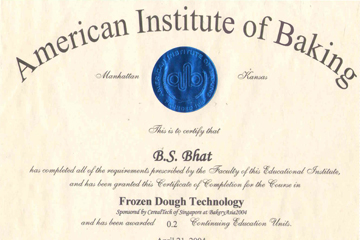 American Institute of Baking
Manhattan Kansas
This is to certify that
B.S. Bhat
has completed all of the requirements prescribed by the Faculty of this Educational Institute,
and has been granted this Certificate of Completion for the Course in
Frozen Dough Technology
Sponsored by CerealTech of Singapore at BakeryAsia2004
and has been awarded 0.2 Continuing Education Units.